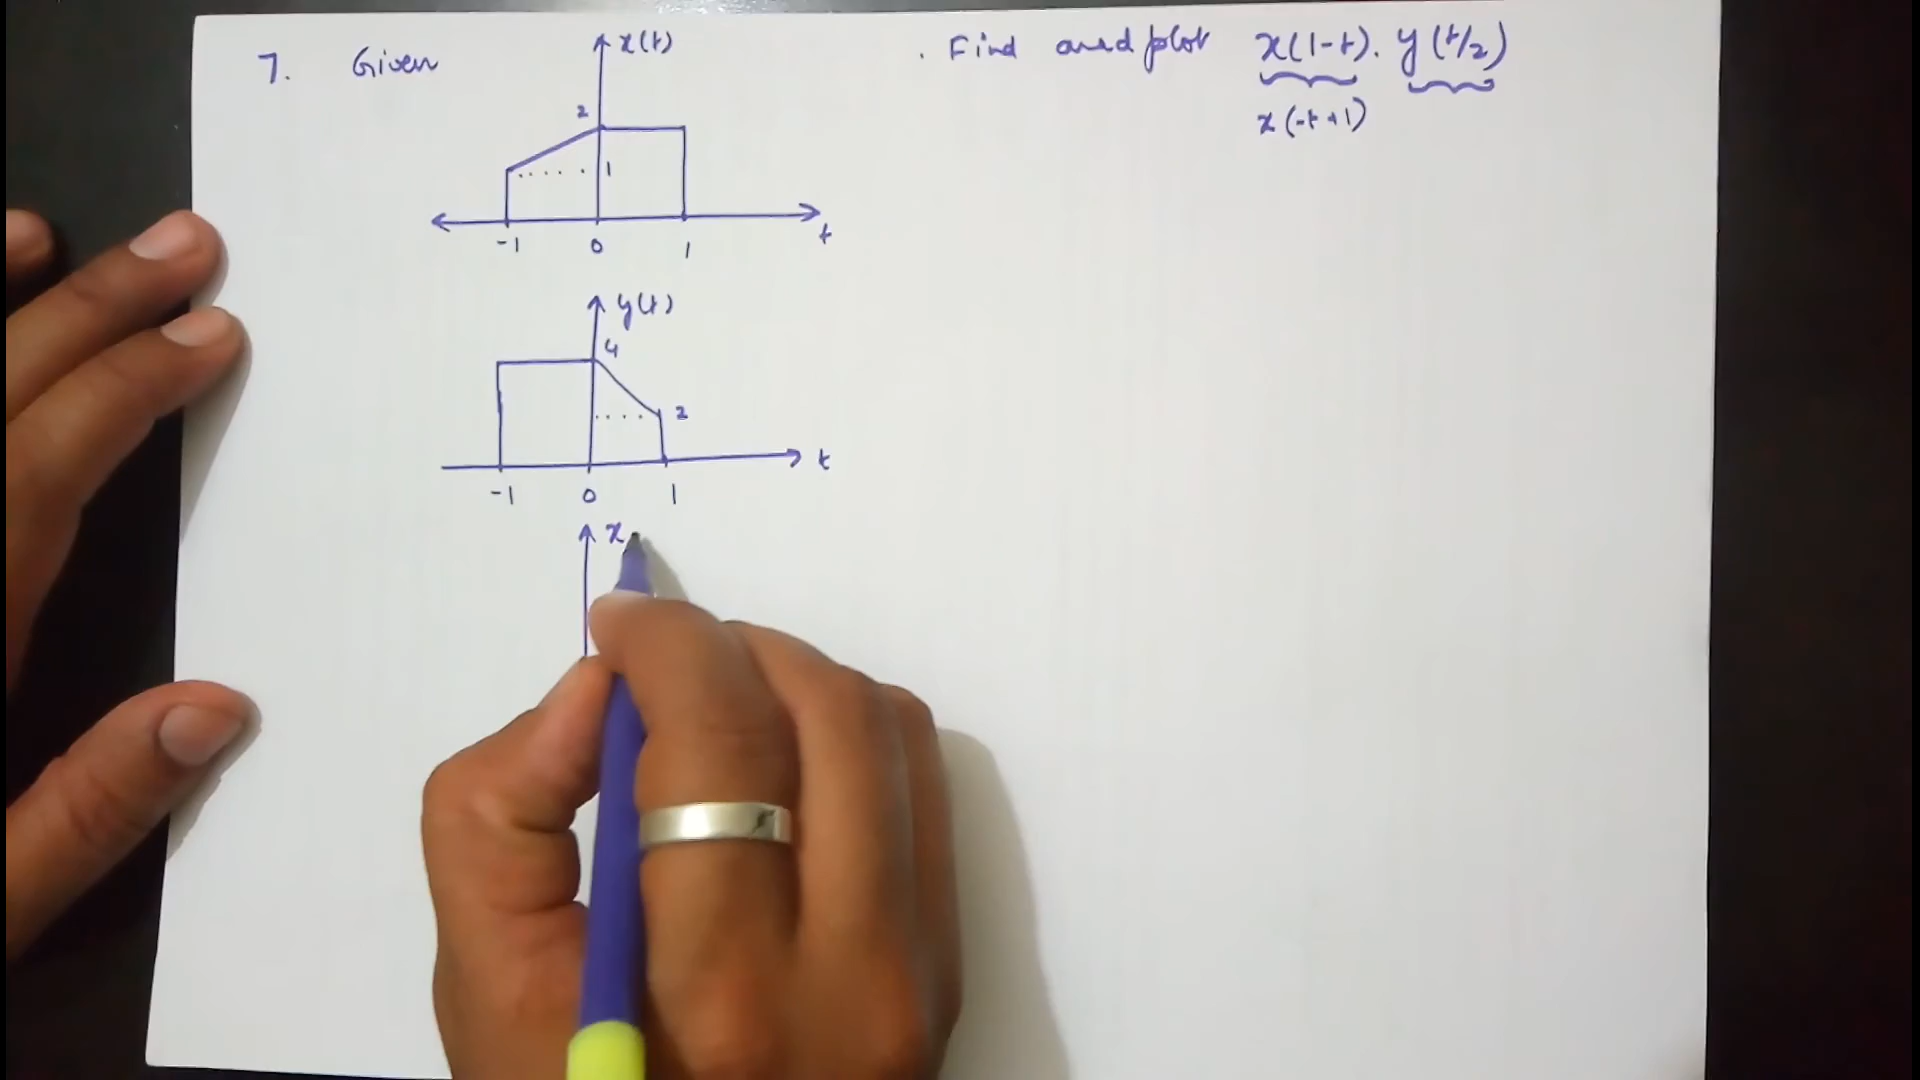 7. Given
x(t)
2
1
-1 0 1 t
. Find and plot x(1-t). y(t/2)
x(-t+1)
y(t)
4
2
-1 0 1 t
x